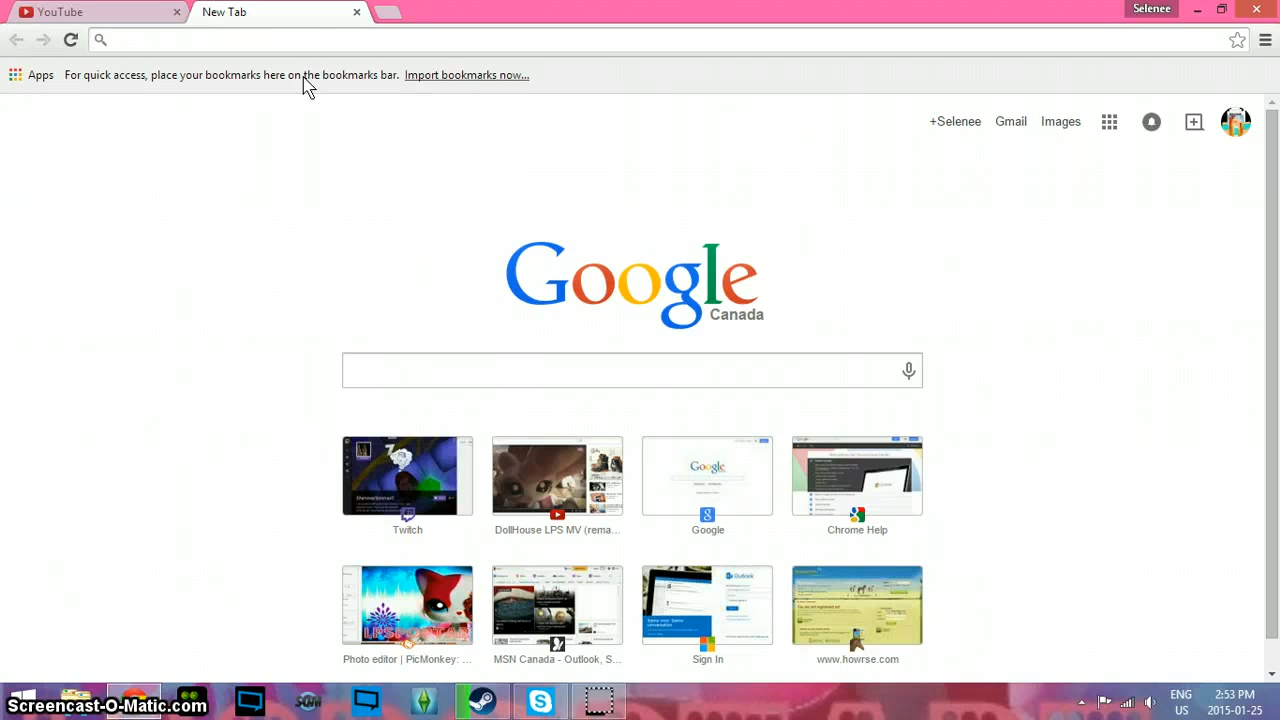 YouTube
New Tab
Selenee
Apps For quick access, place your bookmarks here on the bookmarks bar. Import bookmarks now...
+Selenee Gmail Images
Google
Canada
Twitch
DollHouse LPS MV (rema...
Google
Chrome Help
Photo editor | PicMonkey: ...
MSN Canada - Outlook, S...
Sign In
www.howrse.com
Screencast-O-Matic.com
ENG
US
2:53 PM
2015-01-25